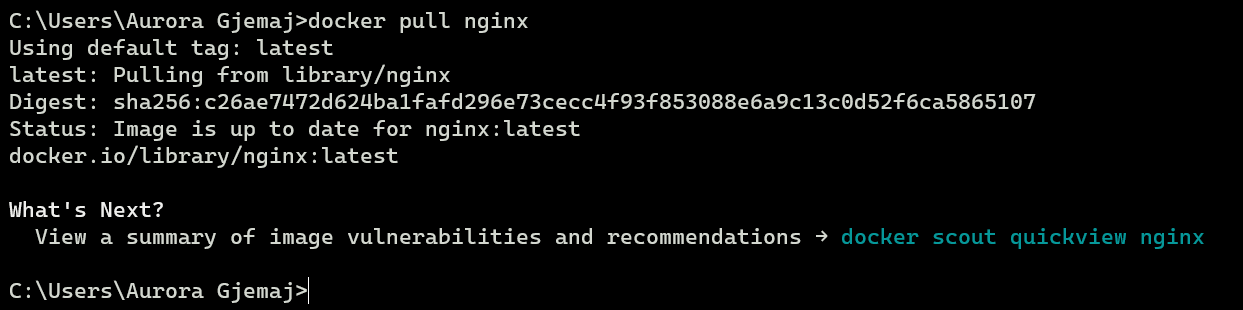 C:\Users\Aurora Gjemaj>docker pull nginx
Using default tag: latest
latest: Pulling from library/nginx
Digest: sha256:c26ae7472d624ba1fafd296e73cecc4f93f853088e6a9c13c0d52f6ca5865107
Status: Image is up to date for nginx:latest
docker.io/library/nginx:latest
What's Next?
View a summary of image vulnerabilities and recommendations → docker scout quickview nginx
C:\Users\Aurora Gjemaj>